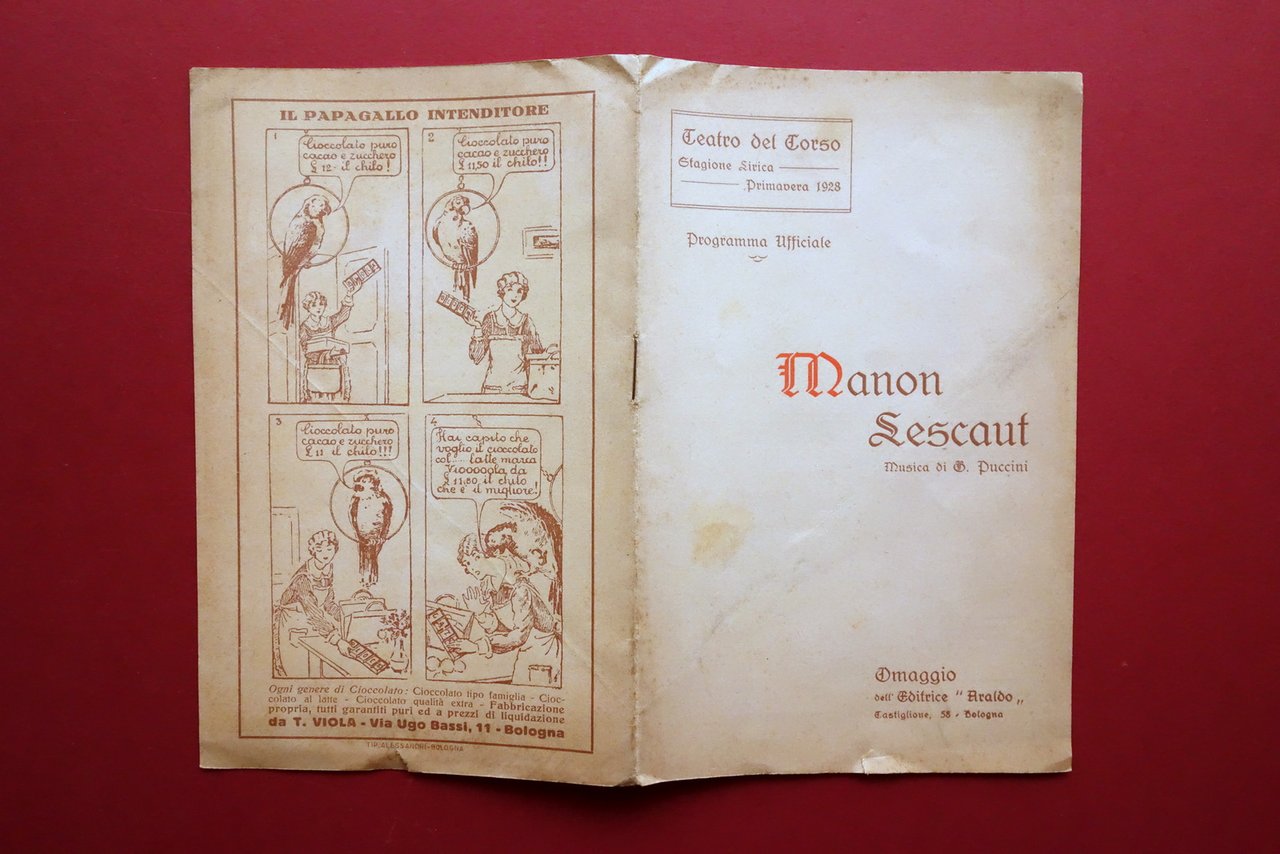 IL PAPAGALLO INTENDITORE
1
Cioccolato puro
cacao e zucchero
£ 12 - il chilo!
2
Cioccolato puro
cacao e zucchero
£ 11,50 il chilo!!
3
Cioccolato puro
cacao e zucchero
£ 11 il chilo!!!
4
Hai capito che
voglio il cioccolato
col.... latte marca
Viooooola da
£ 11,80 il chilo
che è il migliore!
Ogni genere di Cioccolato: Cioccolato tipo famiglia - Cioc-
colato al latte - Cioccolato qualità extra - Fabbricazione
propria, tutti garantiti puri ed a prezzi di liquidazione
da T. VIOLA - Via Ugo Bassi, 11 - Bologna
TIP. ALESSANDRI-BOLOGNA
Teatro del Corso
Stagione Lirica
Primavera 1928
Programma Ufficiale
Manon
Lescaut
Musica di G. Puccini
Omaggio
dell' Editrice "Araldo„
Castiglione, 58 - Bologna